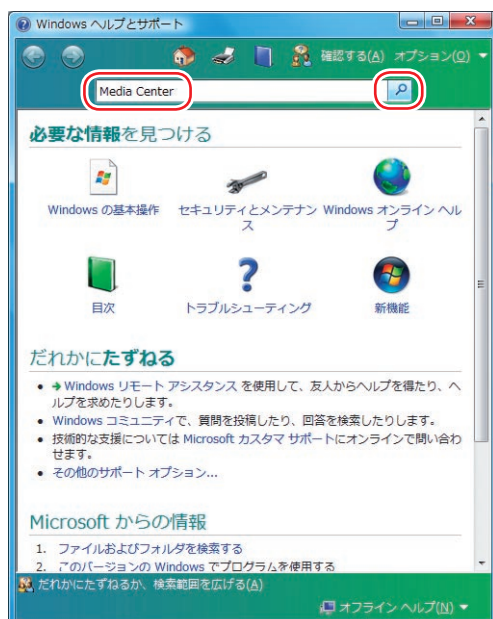 Windows ヘルプとサポート
確認する(A) オプション(O)
Media Center
必要な情報を見つける
Windows の基本操作 セキュリティとメンテナン Windows オンライン ヘル
ス プ
目次 トラブルシューティング 新機能
だれかにたずねる
Windows リモート アシスタンス を使用して、友人からヘルプを得たり、ヘ
ルプを求めたりします。
Windows コミュニティで、質問を投稿したり、回答を検索したりします。
技術的な支援については Microsoft カスタマ サポートにオンラインで問い合わ
せます。
その他のサポート オプション...
Microsoft からの情報
1. ファイルおよびフォルダを検索する
2. このバージョンの Windows でプログラムを使用する
だれかにたずねるか、検索範囲を広げる(A)
オフライン ヘルプ(N)